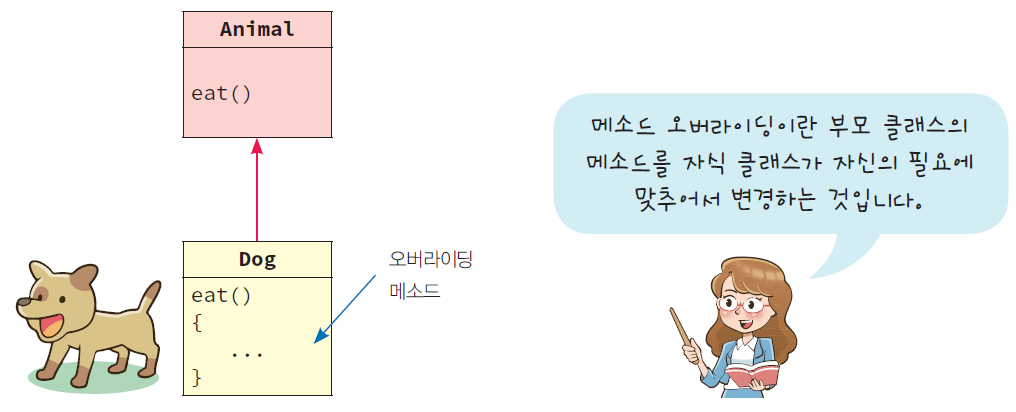 Animal
eat()
메소드 오버라이딩이란 부모 클래스의
메소드를 자식 클래스가 자신의 필요에
맞추어서 변경하는 것입니다.
Dog
eat()
{
...
}
오버라이딩
메소드